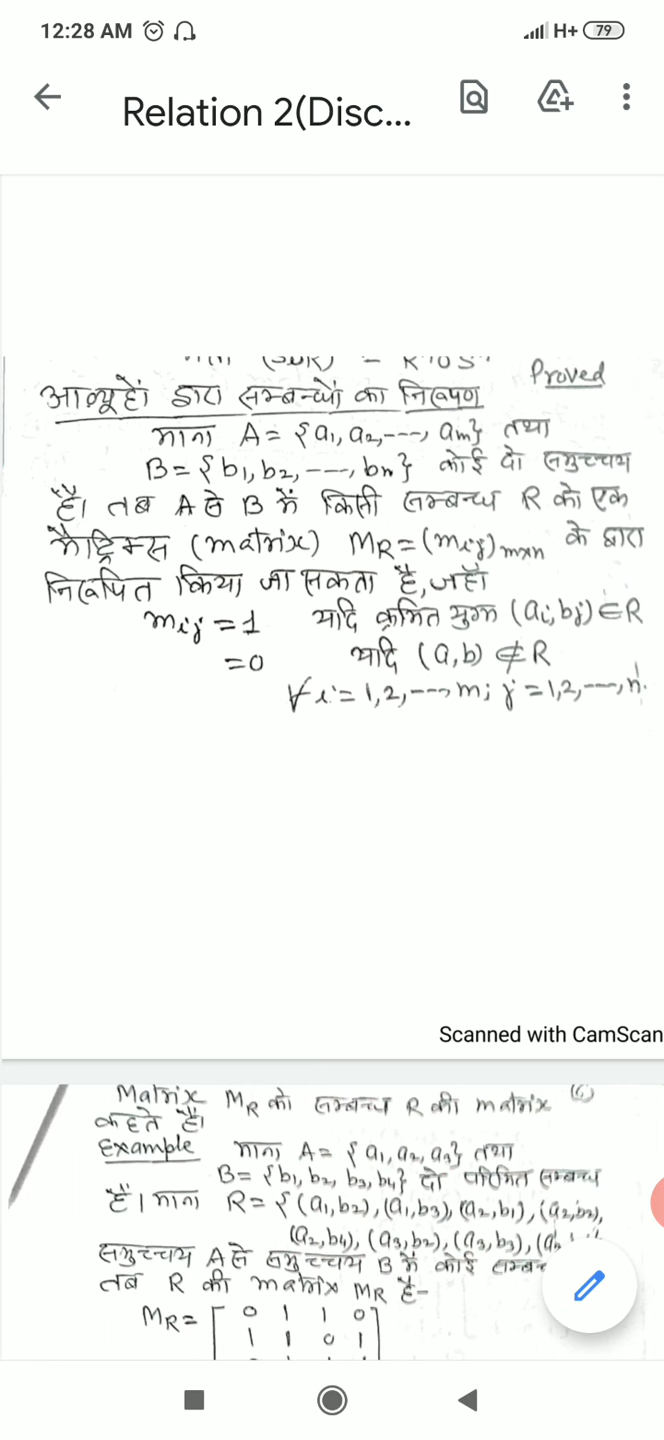 12:28 AM H+ 79
Relation 2(Disc...
Proved
आव्यूहों द्वारा सम्बन्धों का निरूपण
माना A = {a1, a2, ---, am} तथा
B = {b1, b2, ---, bn} कोई दो समुच्चय
है। तब A से B में किसी सम्बन्ध R को एक
मैट्रिक्स (matrix) MR = (mij)mxn के द्वारा
निरूपित किया जा सकता है, जहाँ
mij = 1 यदि क्रमित युग्म (ai, bj) ∈ R
= 0 यदि (a, b) ∉ R
∀ i = 1, 2, ---, m; j = 1, 2, ---, n.
Scanned with CamScan
Matrix MR को सम्बन्ध R की matrix (6)
कहते हैं।
Example माना A = {a1, a2, a3} तथा
B = {b1, b2, b3, b4} दो परिमित सम्बन्ध
हैं। माना R = {(a1, b2), (a1, b3), (a2, b1), (a2, b2),
(a2, b4), (a3, b2), (a3, b3),
समुच्चय A से समुच्चय B में कोई
तब R की matrix MR है-
MR = [ 0 1 1 0 ]
1 1 0 1